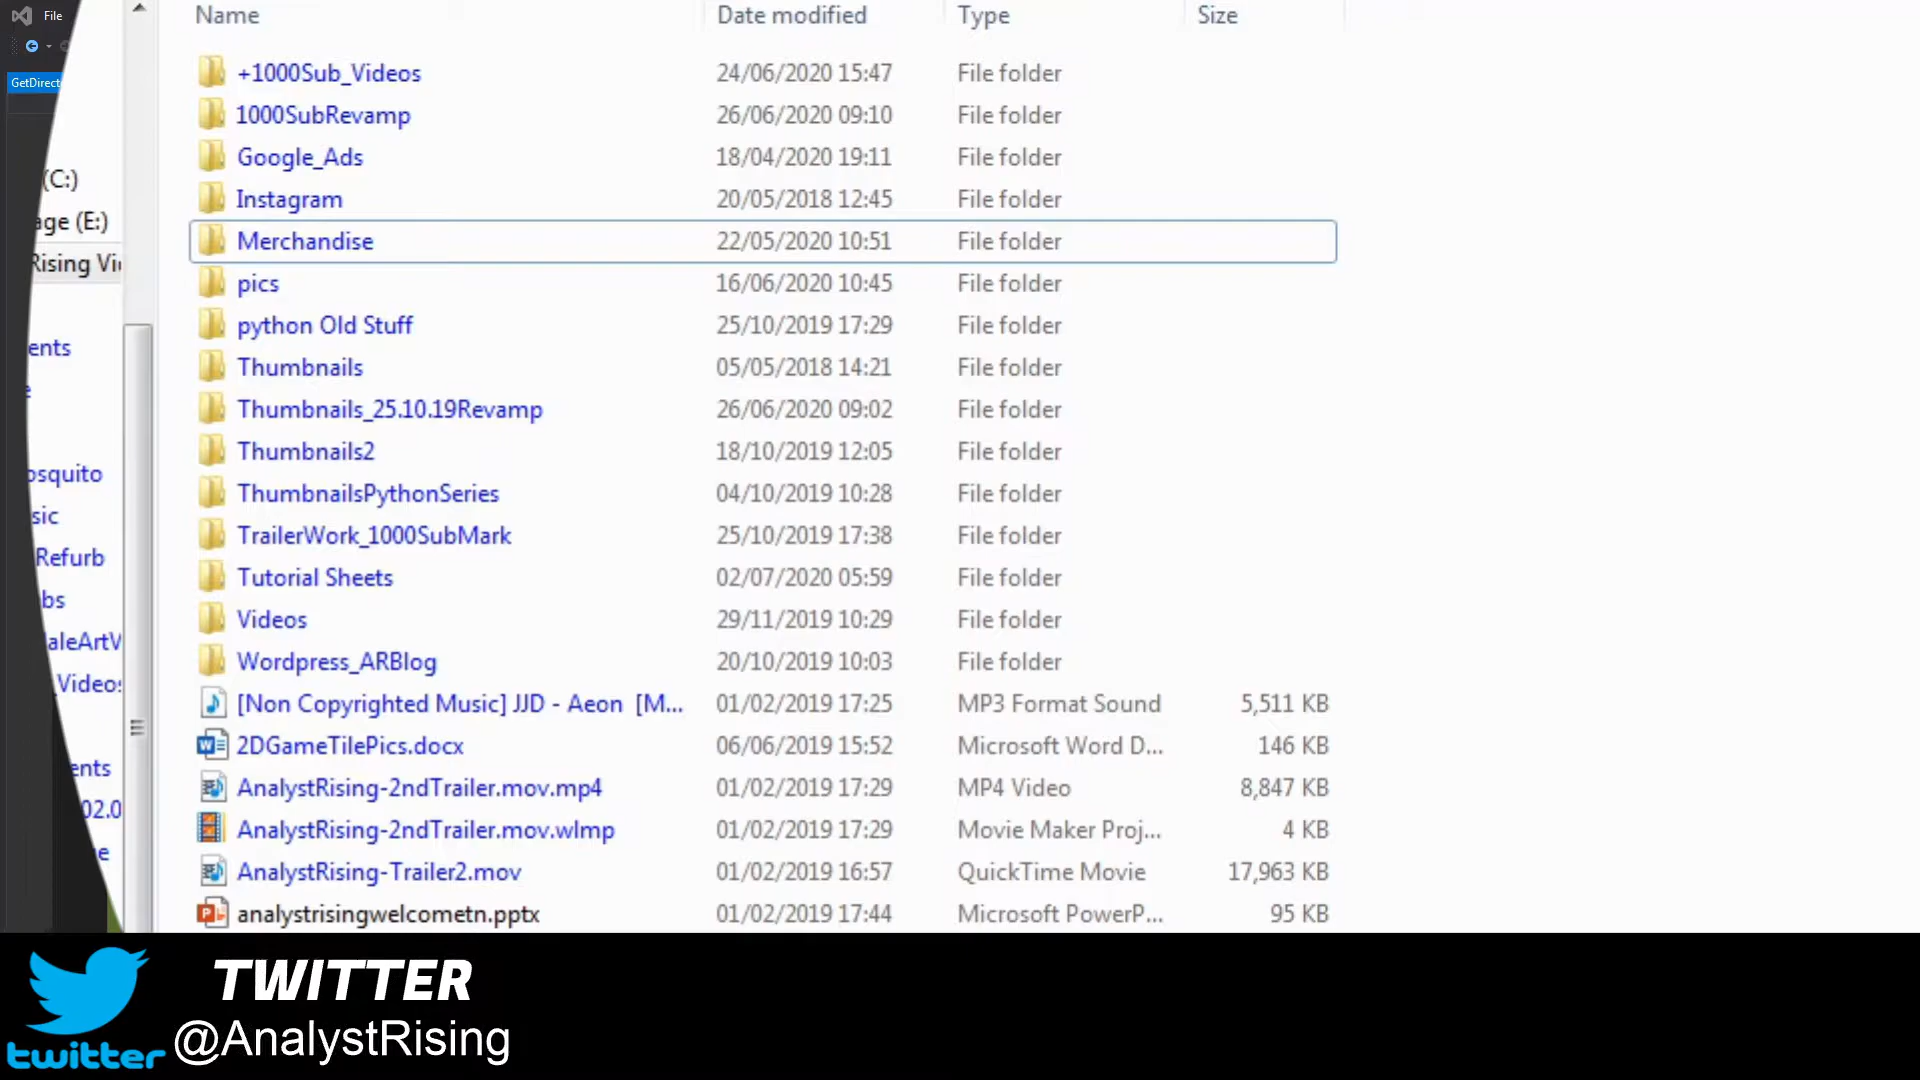 File
GetDirect
(C:)
age (E:)
Rising Vi
ents
e
osquito
sic
Refurb
bs
aleArtV
Videos
ents
02.0
e
Name Date modified Type Size
+1000Sub_Videos 24/06/2020 15:47 File folder
1000SubRevamp 26/06/2020 09:10 File folder
Google_Ads 18/04/2020 19:11 File folder
Instagram 20/05/2018 12:45 File folder
Merchandise 22/05/2020 10:51 File folder
pics 16/06/2020 10:45 File folder
python Old Stuff 25/10/2019 17:29 File folder
Thumbnails 05/05/2018 14:21 File folder
Thumbnails_25.10.19Revamp 26/06/2020 09:02 File folder
Thumbnails2 18/10/2019 12:05 File folder
ThumbnailsPythonSeries 04/10/2019 10:28 File folder
TrailerWork_1000SubMark 25/10/2019 17:38 File folder
Tutorial Sheets 02/07/2020 05:59 File folder
Videos 29/11/2019 10:29 File folder
Wordpress_ARBlog 20/10/2019 10:03 File folder
[Non Copyrighted Music] JJD - Aeon [M... 01/02/2019 17:25 MP3 Format Sound 5,511 KB
2DGameTilePics.docx 06/06/2019 15:52 Microsoft Word D... 146 KB
AnalystRising-2ndTrailer.mov.mp4 01/02/2019 17:29 MP4 Video 8,847 KB
AnalystRising-2ndTrailer.mov.wlmp 01/02/2019 17:29 Movie Maker Proj... 4 KB
AnalystRising-Trailer2.mov 01/02/2019 16:57 QuickTime Movie 17,963 KB
analystrisingwelcometn.pptx 01/02/2019 17:44 Microsoft PowerP... 95 KB
TWITTER
@AnalystRising
twitter